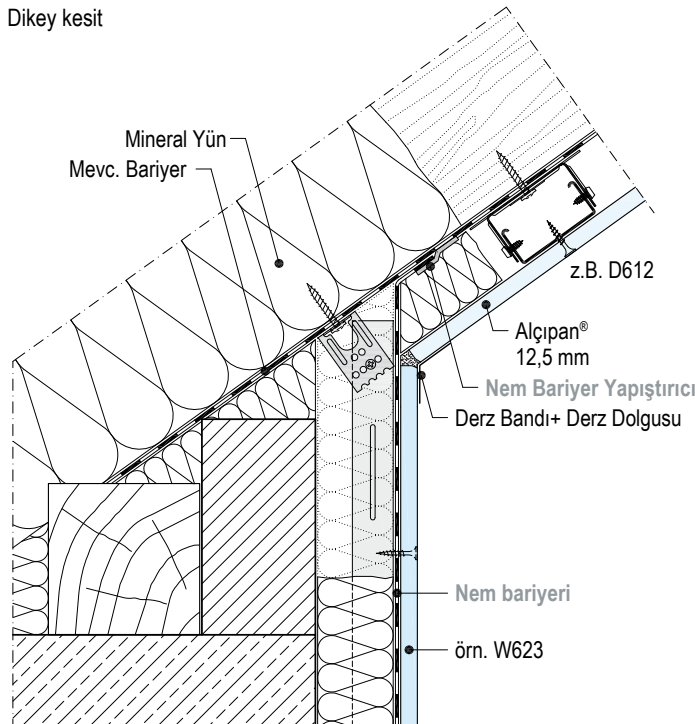 Dikey kesit
Mineral Yün
Mevc. Bariyer
z.B. D612
Alçıpan®
12,5 mm
Nem Bariyer Yapıştırıcı
Derz Bandı+ Derz Dolgusu
Nem bariyeri
örn. W623